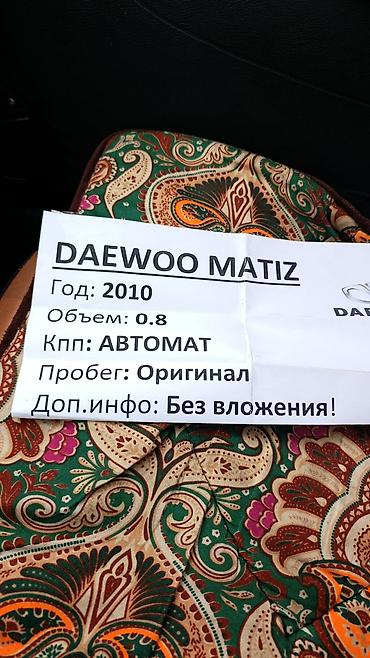 DAEWOO MATIZ
Год: 2010
Объем: 0.8
Кпп: АВТОМАТ
Пробег: Оригинал
Доп.инфо: Без вложения!